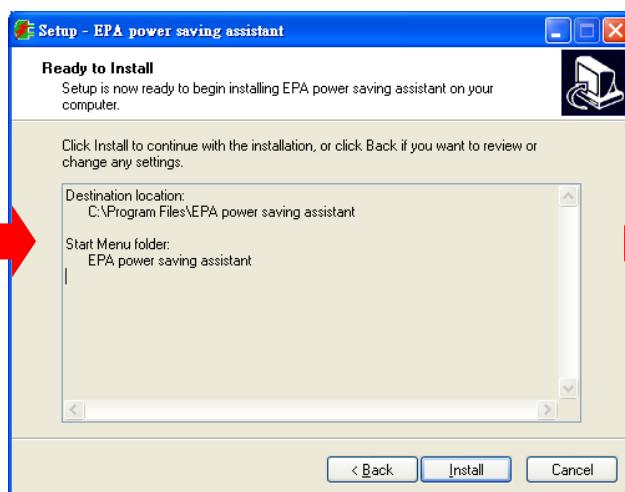 Setup - EPA power saving assistant
Ready to Install
Setup is now ready to begin installing EPA power saving assistant on your
computer.
Click Install to continue with the installation, or click Back if you want to review or
change any settings.
Destination location:
C:\Program Files\EPA power saving assistant
Start Menu folder:
EPA power saving assistant
< Back
Install
Cancel